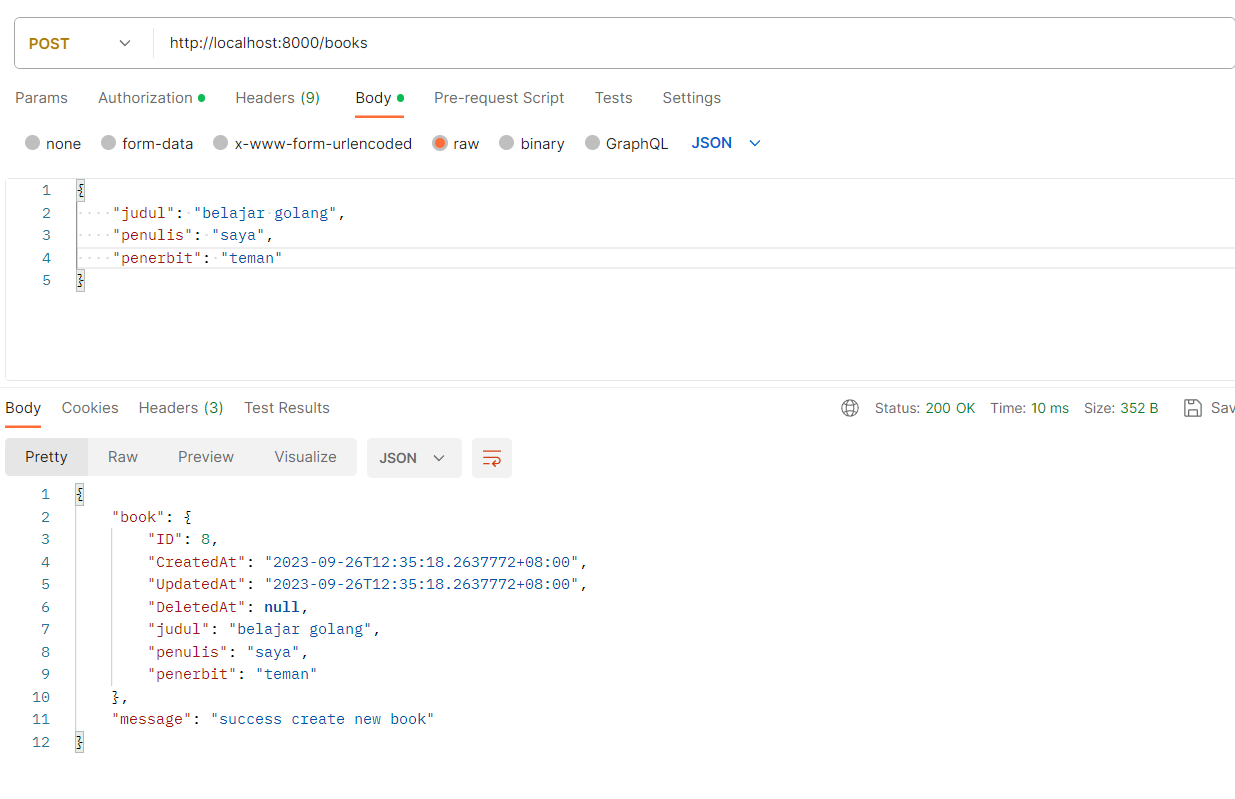 POST http://localhost:8000/books
Params Authorization Headers (9) Body Pre-request Script Tests Settings
none form-data x-www-form-urlencoded raw binary GraphQL JSON
1 {
2 "judul": "belajar golang",
3 "penulis": "saya",
4 "penerbit": "teman"
5 }
Body Cookies Headers (3) Test Results Status: 200 OK Time: 10 ms Size: 352 B Sav
Pretty Raw Preview Visualize JSON
1 {
2 "book": {
3 "ID": 8,
4 "CreatedAt": "2023-09-26T12:35:18.2637772+08:00",
5 "UpdatedAt": "2023-09-26T12:35:18.2637772+08:00",
6 "DeletedAt": null,
7 "judul": "belajar golang",
8 "penulis": "saya",
9 "penerbit": "teman"
10 },
11 "message": "success create new book"
12 }